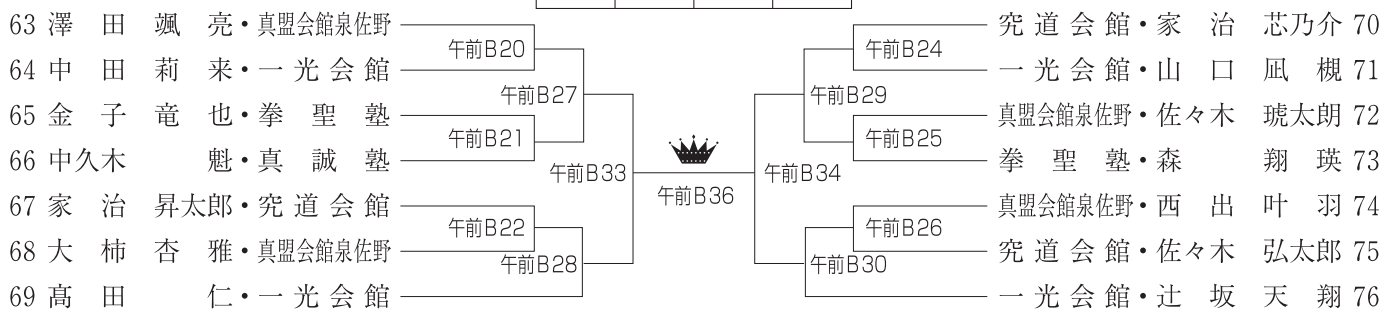 63 澤田颯亮・真盟会館泉佐野
64 中田莉来・一光会館
65 金子竜也・拳聖塾
66 中久木魁・真誠塾
67 家治昇太郎・究道会館
68 大柿杏雅・真盟会館泉佐野
69 髙田仁・一光会館
午前B20
午前B21
午前B22
午前B27
午前B28
午前B33
午前B36
午前B34
午前B29
午前B30
午前B24
午前B25
午前B26
究道会館・家治芯乃介 70
一光会館・山口凪槻 71
真盟会館泉佐野・佐々木琥太朗 72
拳聖塾・森翔瑛 73
真盟会館泉佐野・西出叶羽 74
究道会館・佐々木弘太郎 75
一光会館・辻坂天翔 76